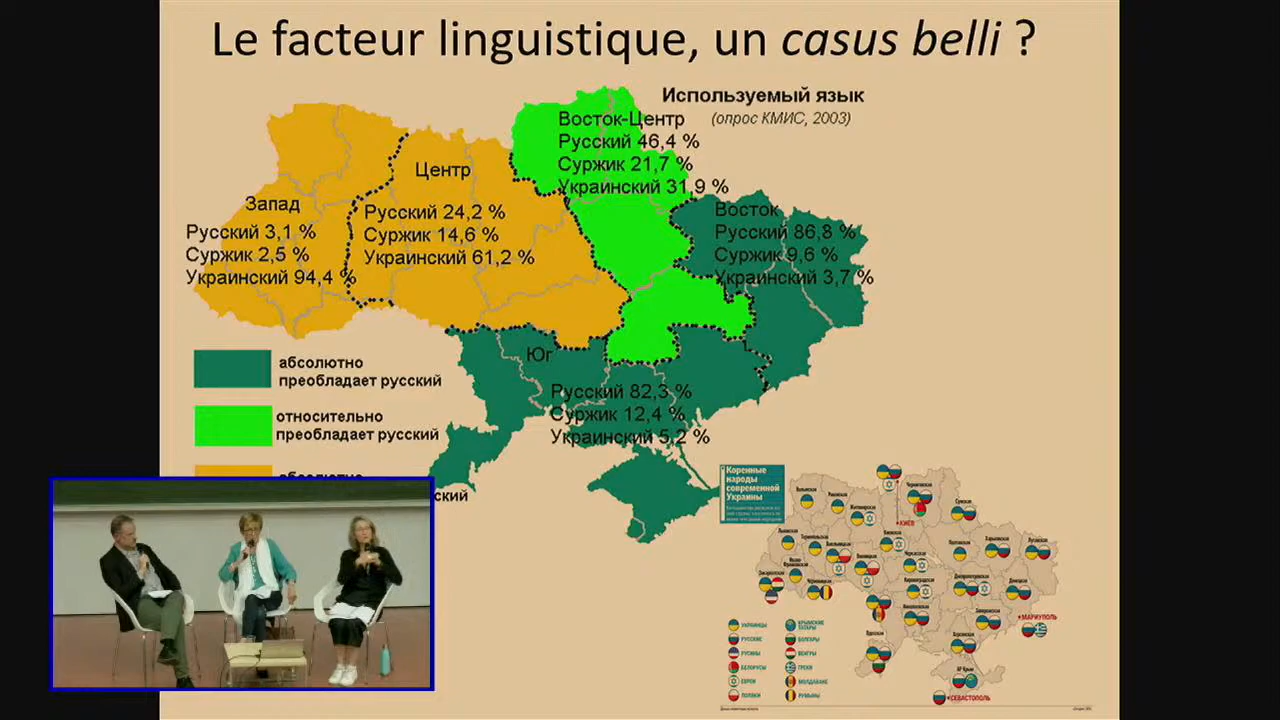 Le facteur linguistique, un casus belli ?
Используемый язык
(опрос КМИС, 2003)
Восток-Центр
Русский 46,4 %
Суржик 21,7 %
Украинский 31,9 %
Центр
Русский 24,2 %
Суржик 14,6 %
Украинский 61,2 %
Запад
Русский 3,1 %
Суржик 2,5 %
Украинский 94,4 %
Восток
Русский 86,8 %
Суржик 9,6 %
Украинский 3,7 %
Юг
Русский 82,3 %
Суржик 12,4 %
Украинский 5,2 %
абсолютно
преобладает русский
относительно
преобладает русский
абсолютно
ский
Коренные
народы
современной
Украины
КИЕВ
МАРИУПОЛЬ
СЕВАСТОПОЛЬ
УКРАИНЦЫ
РУССКИЕ
РУСИНЫ
БЕЛОРУСЫ
ЕВРЕИ
ПОЛЯКИ
КРЫМСКИЕ
ТАТАРЫ
БОЛГАРЫ
ВЕНГРЫ
ГРЕКИ
МОЛДАВАНЕ
РУМЫНЫ